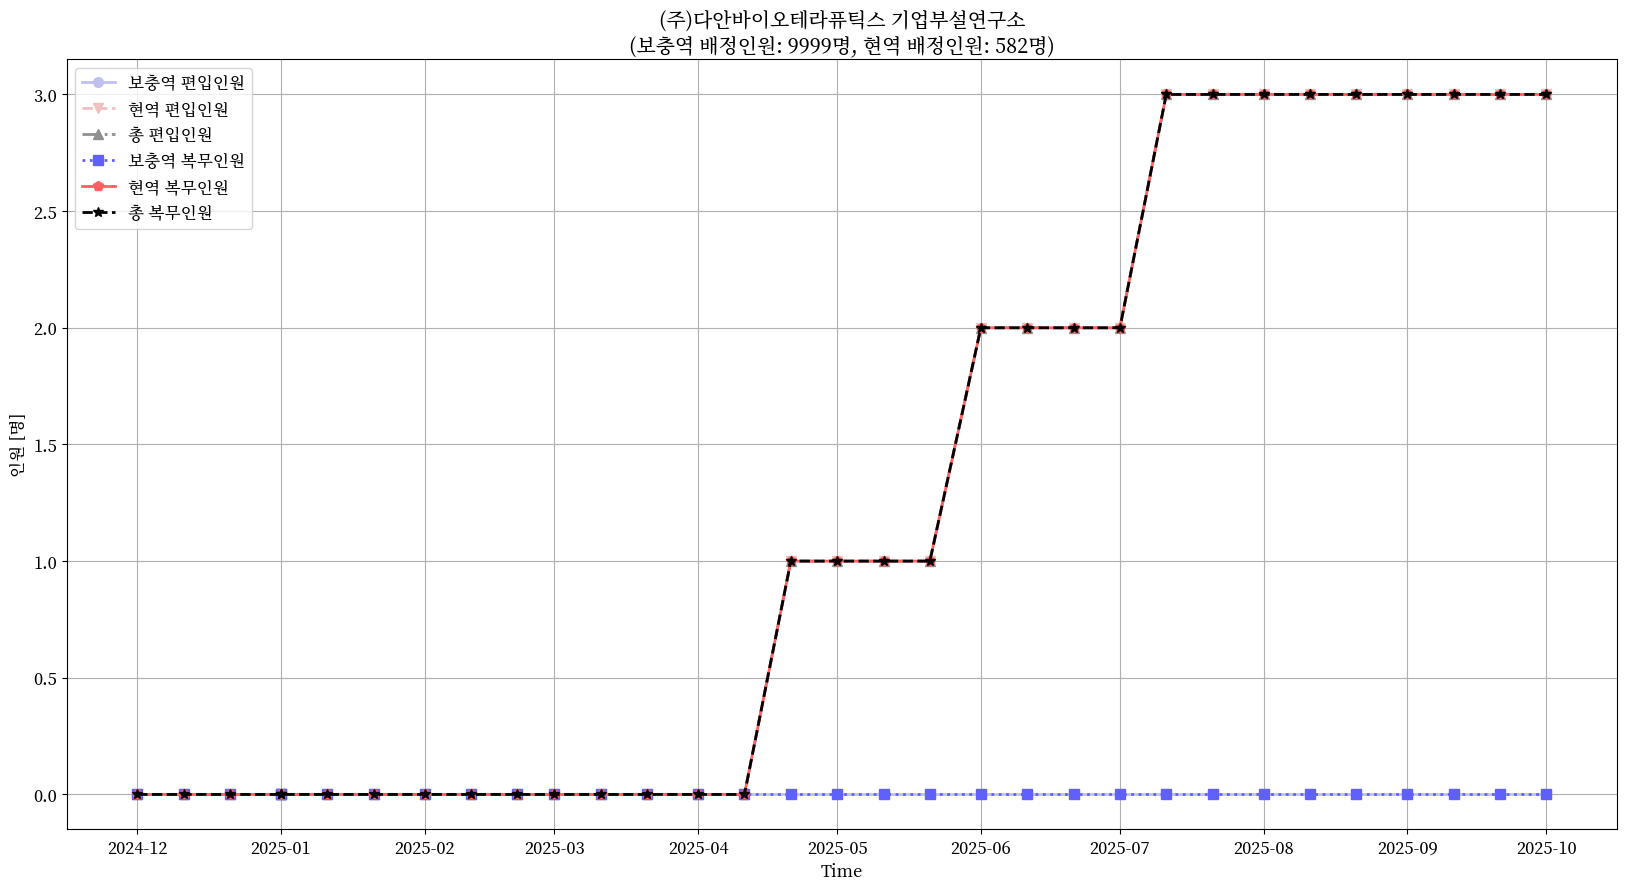 (주)다안바이오테라퓨틱스 기업부설연구소
(보충역 배정인원: 9999명, 현역 배정인원: 582명)
보충역 편입인원
현역 편입인원
총 편입인원
보충역 복무인원
현역 복무인원
총 복무인원
3.0
2.5
2.0
1.5
1.0
0.5
0.0
인원 [명]
2024-12 2025-01 2025-02 2025-03 2025-04 2025-05 2025-06 2025-07 2025-08 2025-09 2025-10
Time